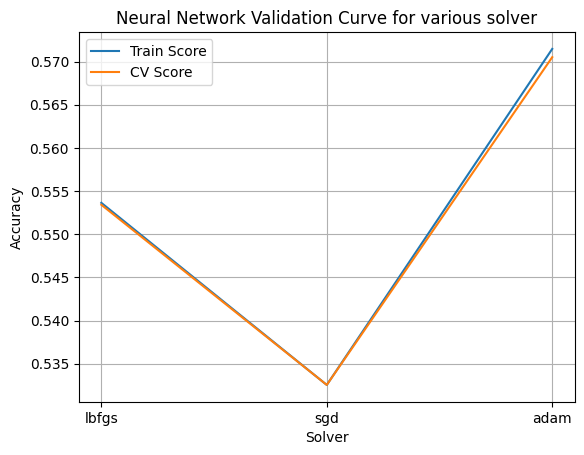 Neural Network Validation Curve for various solver
Train Score
CV Score
0.570
0.565
0.560
0.555
0.550
0.545
0.540
0.535
Accuracy
lbfgs
sgd
adam
Solver